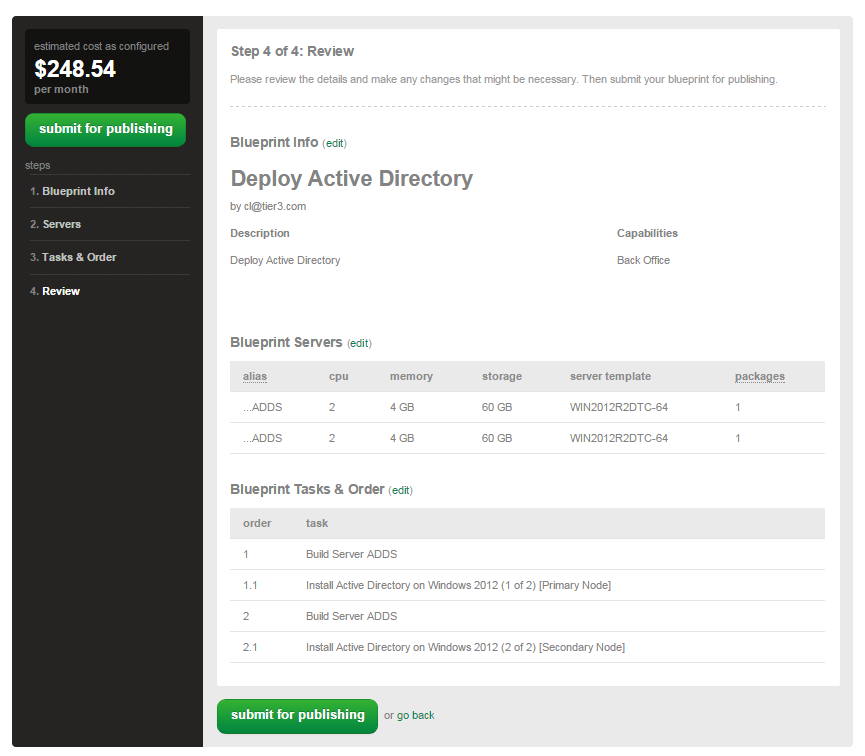 estimated cost as configured
$248.54
per month
submit for publishing
steps
1. Blueprint Info
2. Servers
3. Tasks & Order
4. Review
Step 4 of 4: Review
Please review the details and make any changes that might be necessary. Then submit your blueprint for publishing.
Blueprint Info (edit)
Deploy Active Directory
by cl@tier3.com
Description Capabilities
Deploy Active Directory Back Office
Blueprint Servers (edit)
alias cpu memory storage server template packages
...ADDS 2 4 GB 60 GB WIN2012R2DTC-64 1
...ADDS 2 4 GB 60 GB WIN2012R2DTC-64 1
Blueprint Tasks & Order (edit)
order task
1 Build Server ADDS
1.1 Install Active Directory on Windows 2012 (1 of 2) [Primary Node]
2 Build Server ADDS
2.1 Install Active Directory on Windows 2012 (2 of 2) [Secondary Node]
submit for publishing or go back